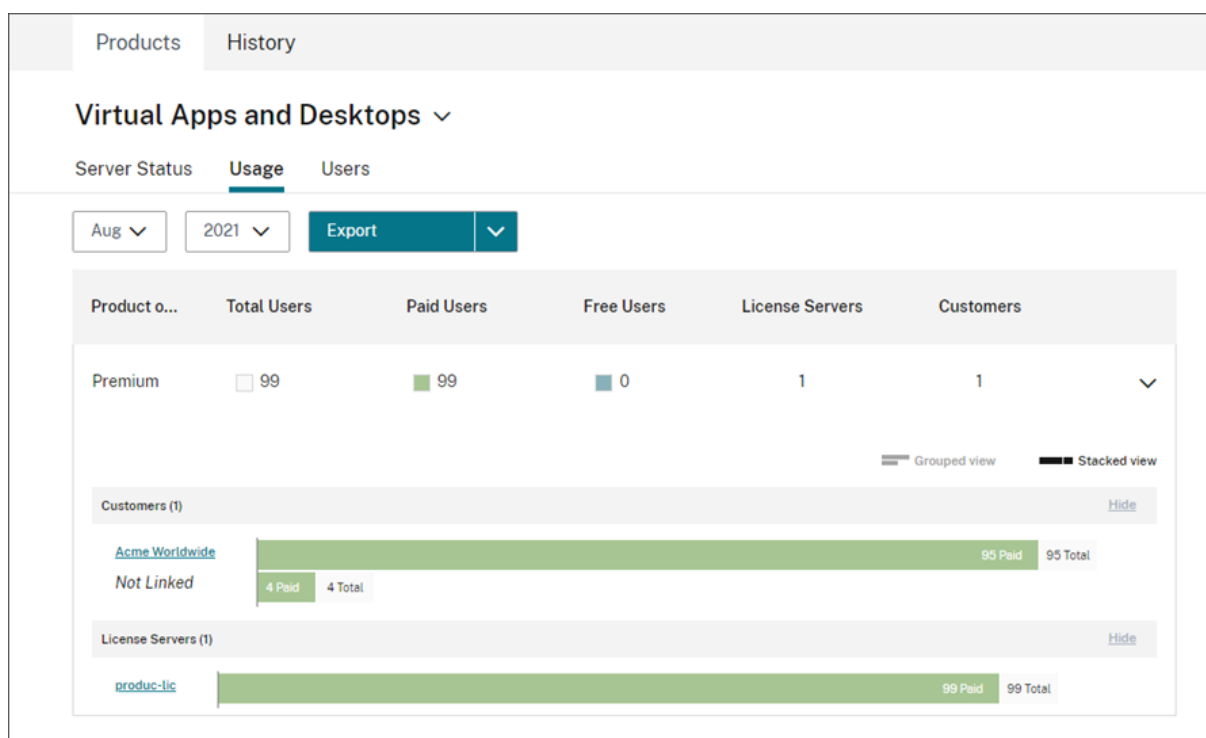 Products History
Virtual Apps and Desktops
Server Status Usage Users
Aug 2021 Export
Product o... Total Users Paid Users Free Users License Servers Customers
Premium 99 99 0 1 1
Grouped view Stacked view
Customers (1) Hide
Acme Worldwide 95 Paid 95 Total
Not Linked 4 Paid 4 Total
License Servers (1) Hide
produc-lic 99 Paid 99 Total